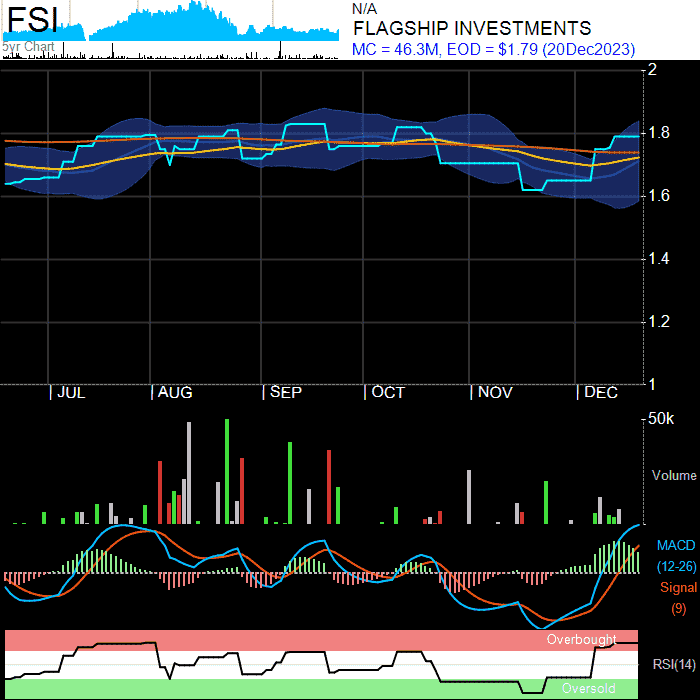 FSI
5yr Chart
N/A
FLAGSHIP INVESTMENTS
MC = 46.3M, EOD = $1.79 (20Dec2023)
2
1.8
1.6
1.4
1.2
1
JUL AUG SEP OCT NOV DEC
50k
Volume
MACD
(12-26)
Signal
(9)
Overbought
RSI(14)
Oversold